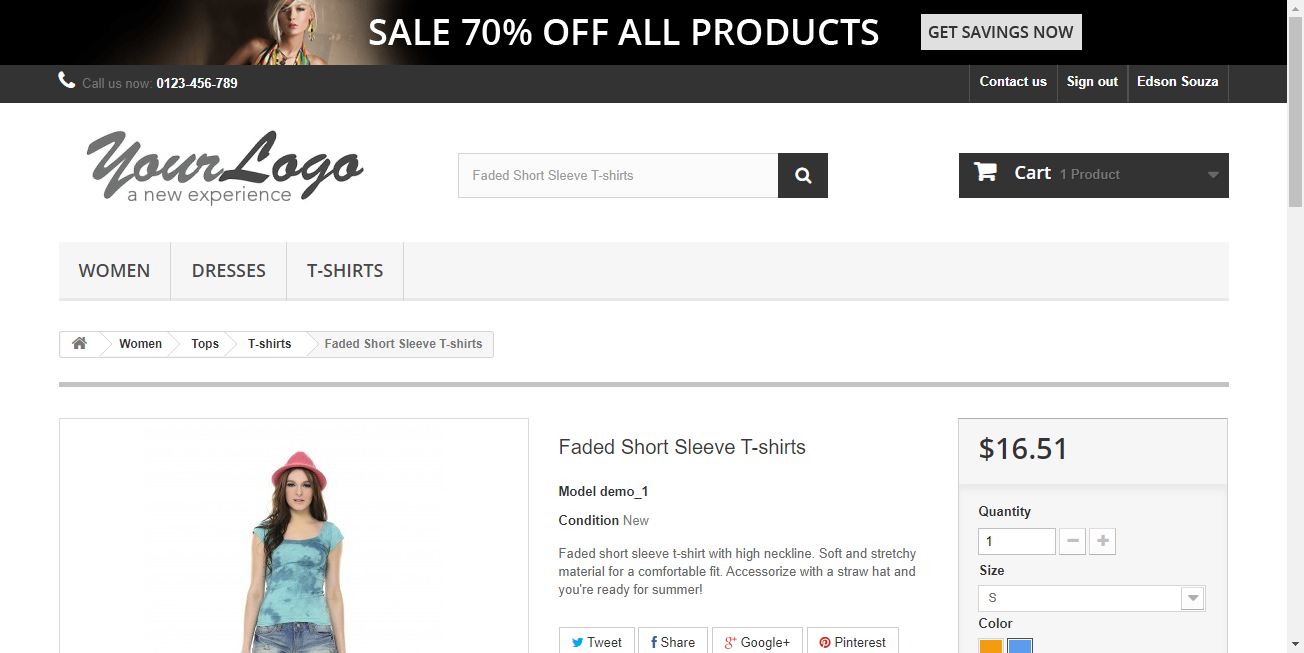 SALE 70% OFF ALL PRODUCTS GET SAVINGS NOW
Call us now: 0123-456-789 Contact us Sign out Edson Souza
YourLogo
a new experience
Faded Short Sleeve T-shirts
Cart 1 Product
WOMEN DRESSES T-SHIRTS
Women Tops T-shirts Faded Short Sleeve T-shirts
Faded Short Sleeve T-shirts
Model demo_1
Condition New
Faded short sleeve t-shirt with high neckline. Soft and stretchy
material for a comfortable fit. Accessorize with a straw hat and
you're ready for summer!
Tweet Share Google+ Pinterest
$16.51
Quantity
1
Size
S
Color